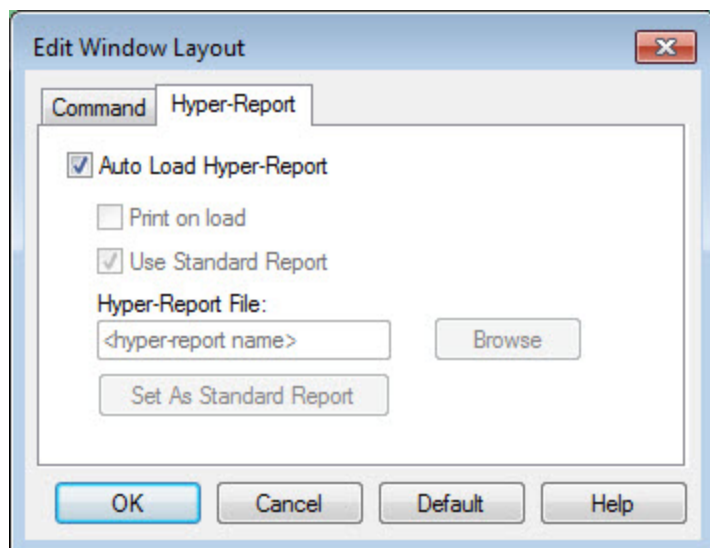 Edit Window Layout
Command Hyper-Report
Auto Load Hyper-Report
Print on load
Use Standard Report
Hyper-Report File:
<hyper-report name> Browse
Set As Standard Report
OK Cancel Default Help